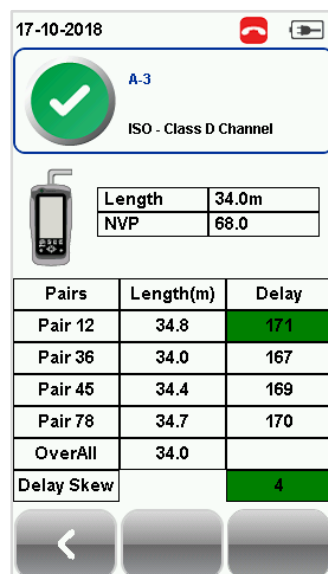 17-10-2018
A-3
ISO - Class D Channel
Length 34.0m
NVP 68.0
Pairs Length(m) Delay
Pair 12 34.8 171
Pair 36 34.0 167
Pair 45 34.4 169
Pair 78 34.7 170
OverAll 34.0
Delay Skew 4